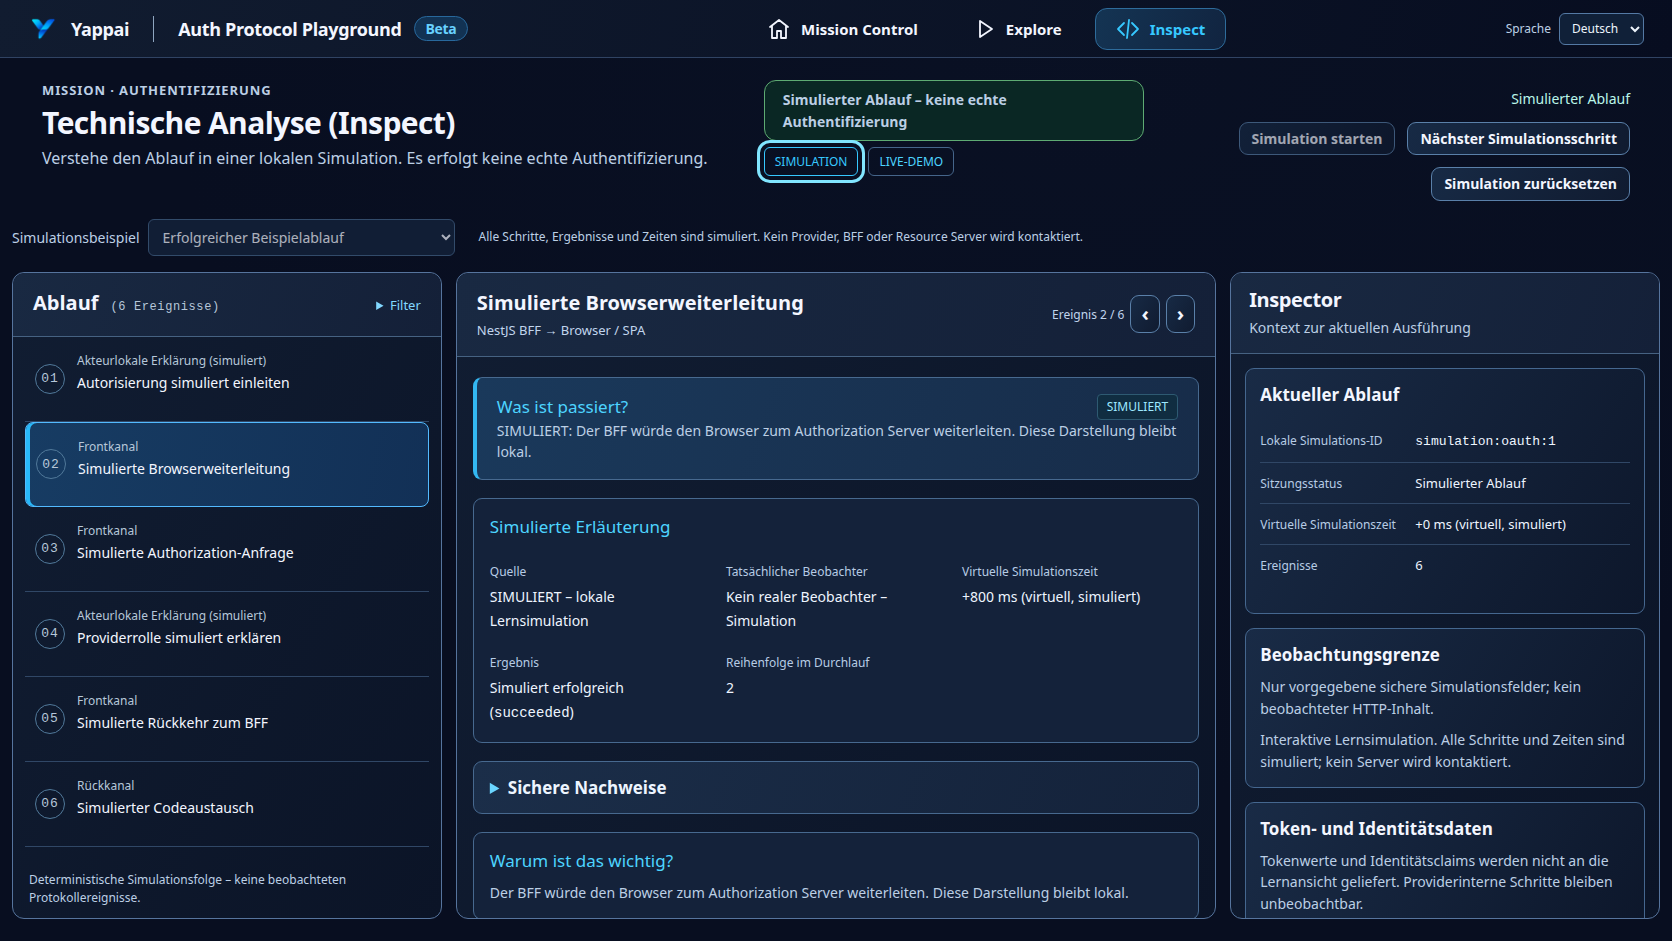 Yappai
Auth Protocol Playground
Beta
Mission Control
Explore
Inspect
Sprache
Deutsch
MISSION · AUTHENTIFIZIERUNG
Technische Analyse (Inspect)
Verstehe den Ablauf in einer lokalen Simulation. Es erfolgt keine echte Authentifizierung.
Simulierter Ablauf – keine echte
Authentifizierung
SIMULATION
LIVE-DEMO
Simulierter Ablauf
Simulation starten
Nächster Simulationsschritt
Simulation zurücksetzen
Simulationsbeispiel
Erfolgreicher Beispielablauf
Alle Schritte, Ergebnisse und Zeiten sind simuliert. Kein Provider, BFF oder Resource Server wird kontaktiert.
Ablauf (6 Ereignisse)
Filter
01
Akteurlokale Erklärung (simuliert)
Autorisierung simuliert einleiten
02
Frontkanal
Simulierte Browserweiterleitung
03
Frontkanal
Simulierte Authorization-Anfrage
04
Akteurlokale Erklärung (simuliert)
Providerrolle simuliert erklären
05
Frontkanal
Simulierte Rückkehr zum BFF
06
Rückkanal
Simulierter Codeaustausch
Deterministische Simulationsfolge – keine beobachteten
Protokollereignisse.
Simulierte Browserweiterleitung
NestJS BFF → Browser / SPA
Ereignis 2 / 6
‹
›
Was ist passiert?
SIMULIERT
SIMULIERT: Der BFF würde den Browser zum Authorization Server weiterleiten. Diese Darstellung bleibt
lokal.
Simulierte Erläuterung
Quelle
SIMULIERT – lokale
Lernsimulation
Tatsächlicher Beobachter
Kein realer Beobachter –
Simulation
Virtuelle Simulationszeit
+800 ms (virtuell, simuliert)
Ergebnis
Simuliert erfolgreich
(succeeded)
Reihenfolge im Durchlauf
2
Sichere Nachweise
Warum ist das wichtig?
Der BFF würde den Browser zum Authorization Server weiterleiten. Diese Darstellung bleibt lokal.
Inspector
Kontext zur aktuellen Ausführung
Aktueller Ablauf
Lokale Simulations-ID
simulation:oauth:1
Sitzungsstatus
Simulierter Ablauf
Virtuelle Simulationszeit
+0 ms (virtuell, simuliert)
Ereignisse
6
Beobachtungsgrenze
Nur vorgegebene sichere Simulationsfelder; kein
beobachteter HTTP-Inhalt.
Interaktive Lernsimulation. Alle Schritte und Zeiten sind
simuliert; kein Server wird kontaktiert.
Token- und Identitätsdaten
Tokenwerte und Identitätsclaims werden nicht an die
Lernansicht geliefert. Providerinterne Schritte bleiben
unbeobachtbar.